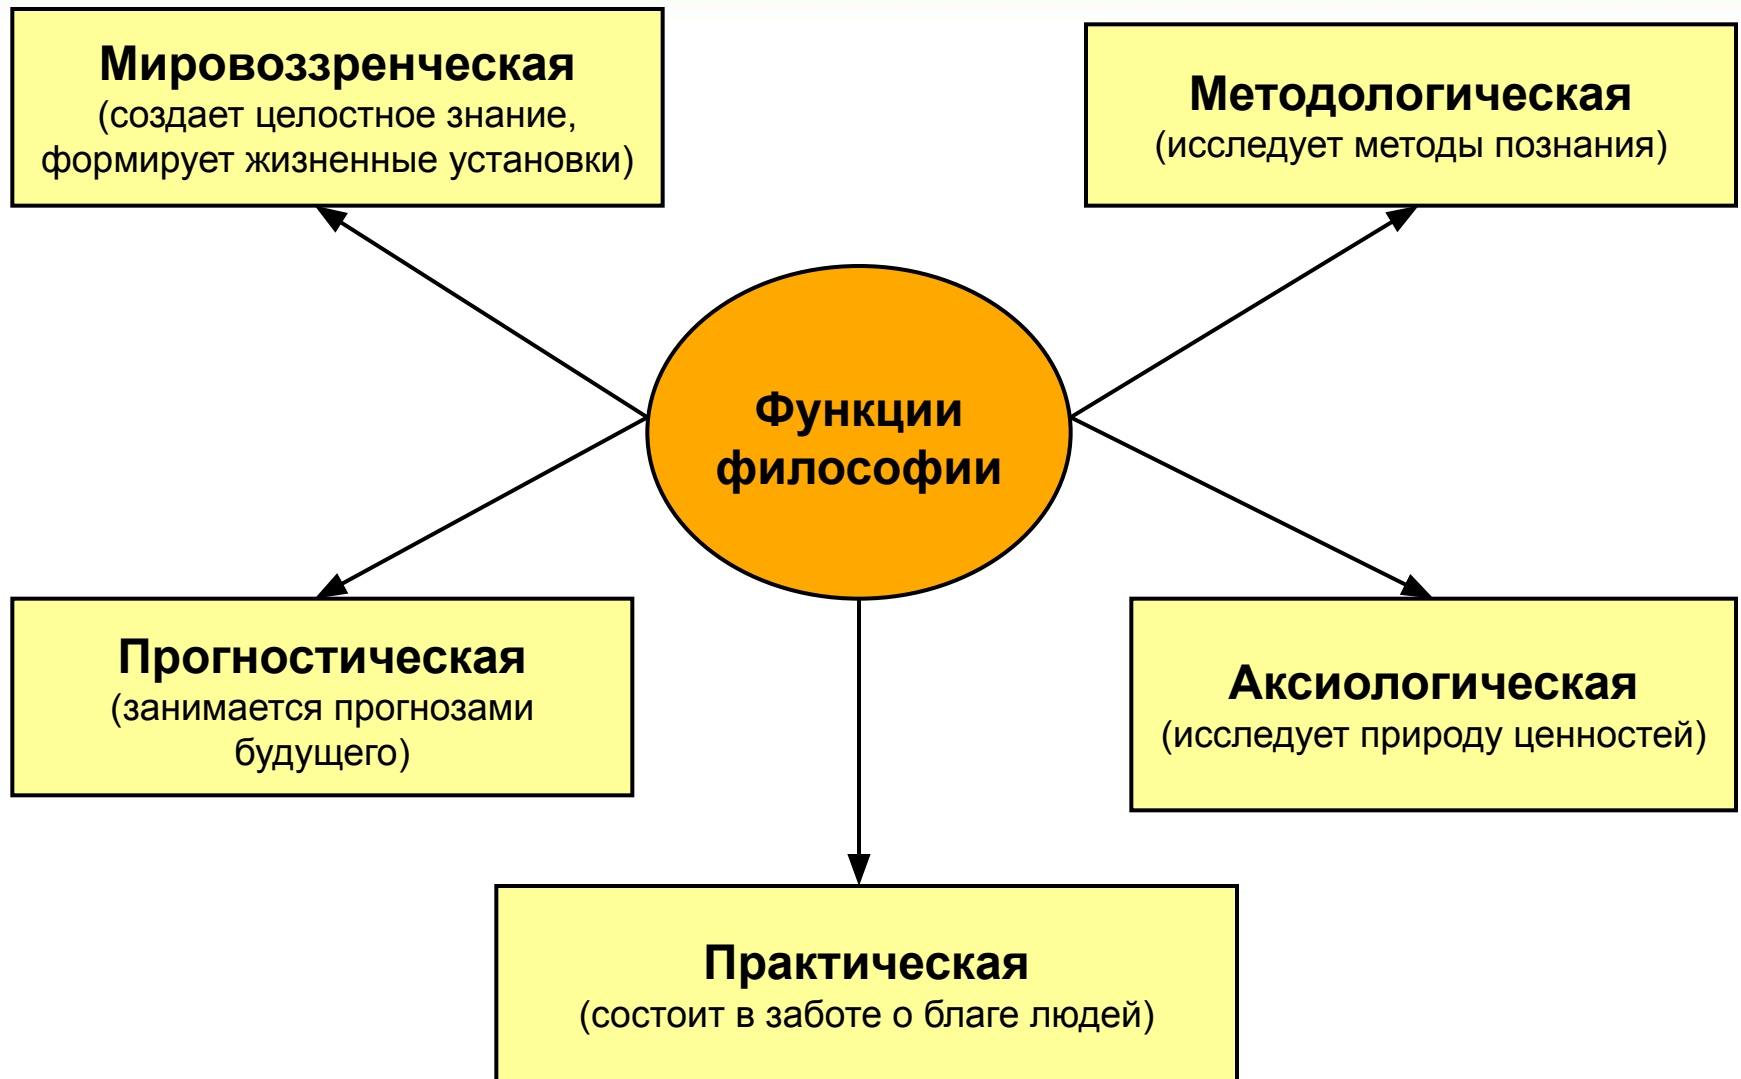 Мировоззренческая
(создает целостное знание,
формирует жизненные установки)
Методологическая
(исследует методы познания)
Функции
философии
Прогностическая
(занимается прогнозами
будущего)
Аксиологическая
(исследует природу ценностей)
Практическая
(состоит в заботе о благе людей)